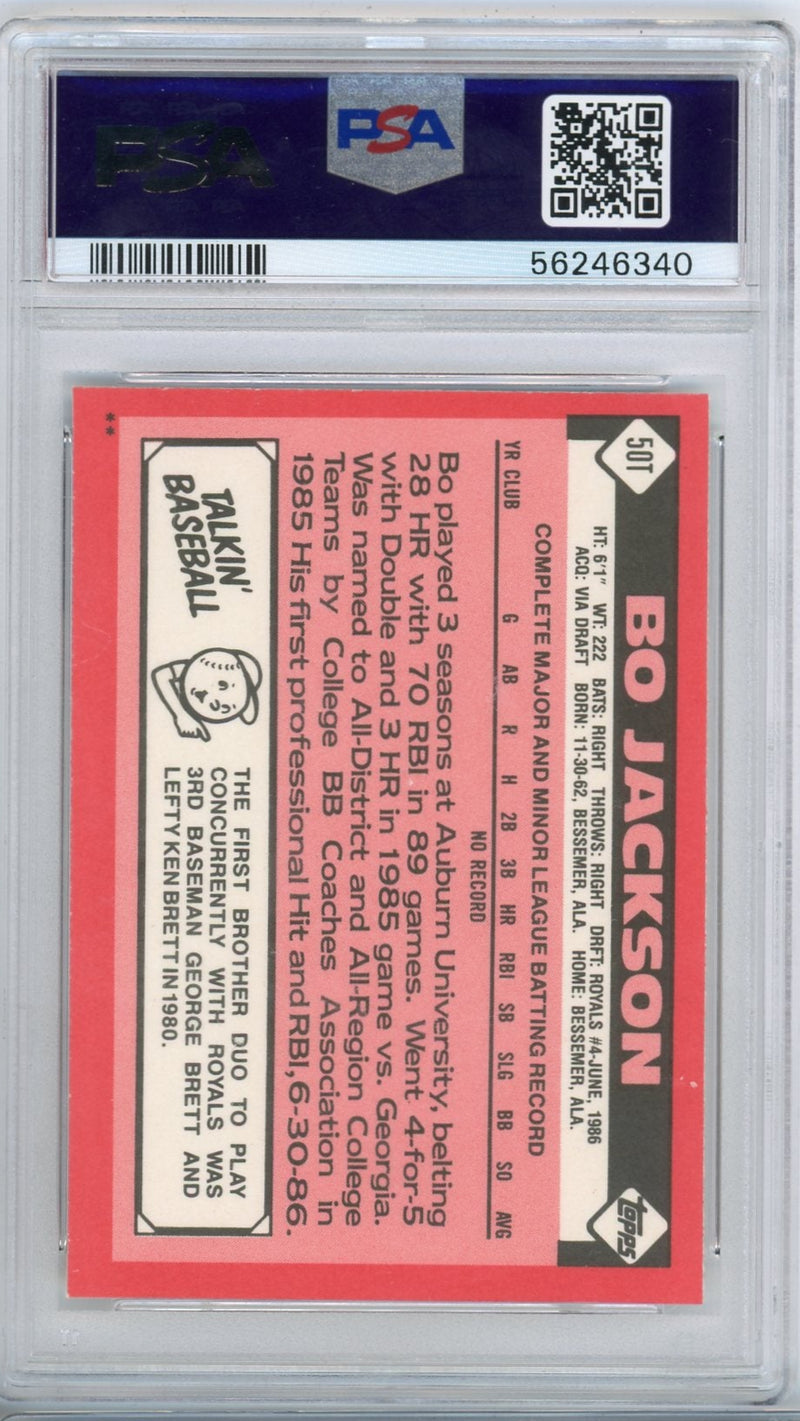 PSA
PSA
56246340
50T
BO JACKSON
topps
HT: 6'1" WT: 222 BATS: RIGHT THROWS: RIGHT DRFT: ROYALS #4-JUNE, 1986
ACQ: VIA DRAFT BORN: 11-30-62, BESSEMER, ALA. HOME: BESSEMER, ALA.
COMPLETE MAJOR AND MINOR LEAGUE BATTING RECORD
YR CLUB G AB R H 2B 3B HR RBI SB SLG BB SO AVG
NO RECORD
Bo played 3 seasons at Auburn University, belting
28 HR with 70 RBI in 89 games. Went 4-for-5
with Double and 3 HR in 1985 game vs. Georgia.
Was named to All-District and All-Region College
Teams by College BB Coaches Association in
1985 His first professional Hit and RBI, 6-30-86.
TALKIN'
BASEBALL
THE FIRST BROTHER DUO TO PLAY
CONCURRENTLY WITH ROYALS WAS
3RD BASEMAN GEORGE BRETT AND
LEFTY KEN BRETT IN 1980.
**